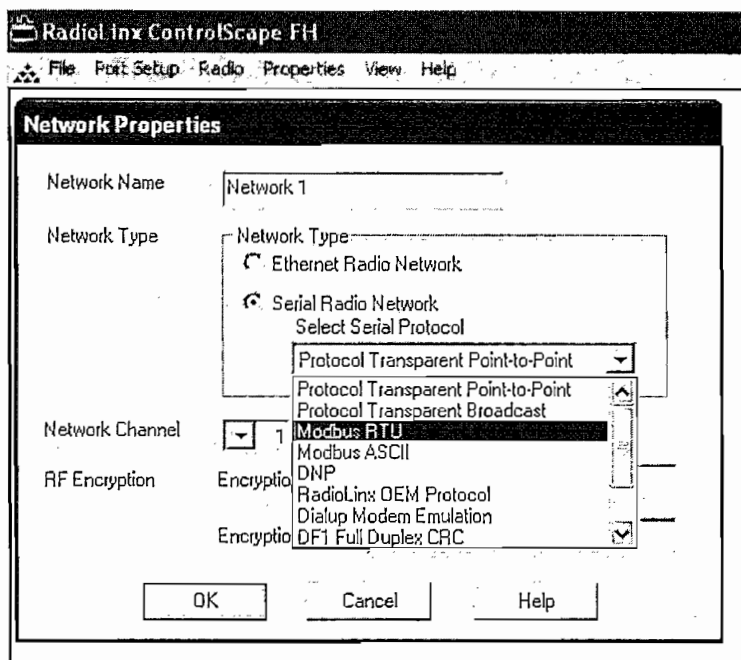 RadioLinx ControlScape FH
File Port Setup Radio Properties View Help
Network Properties
Network Name
Network 1
Network Type
Network Type
Ethernet Radio Network
Serial Radio Network
Select Serial Protocol
Protocol Transparent Point-to-Point
Protocol Transparent Point-to-Point
Protocol Transparent Broadcast
Modbus RTU
Modbus ASCII
DNP
RadioLinx OEM Protocol
Dialup Modem Emulation
DF1 Full Duplex CRC
Network Channel
1
RF Encryption
Encryptio
Encryptio
OK Cancel Help